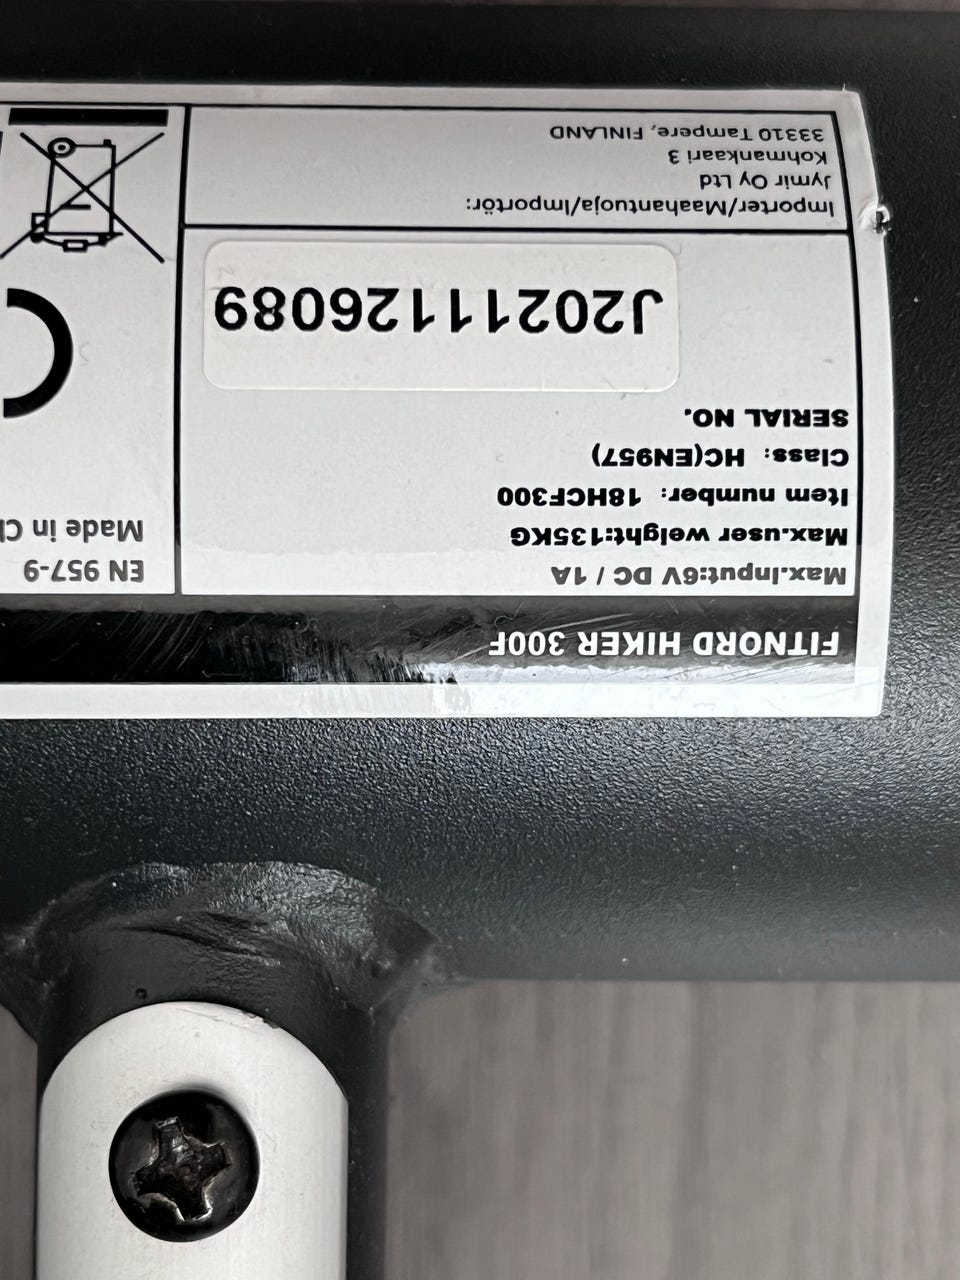 FITNORD HIKER 300F
Max.Input:6V DC / 1A
Max.user weight:135KG
Item number: 18HCF300
Class: HC(EN957)
SERIAL NO.
J20211126089
Importer/Maahantuoja/Importör:
Jymir Oy Ltd
Kohmankaari 3
33310 Tampere, FINLAND
EN 957-9
Made in